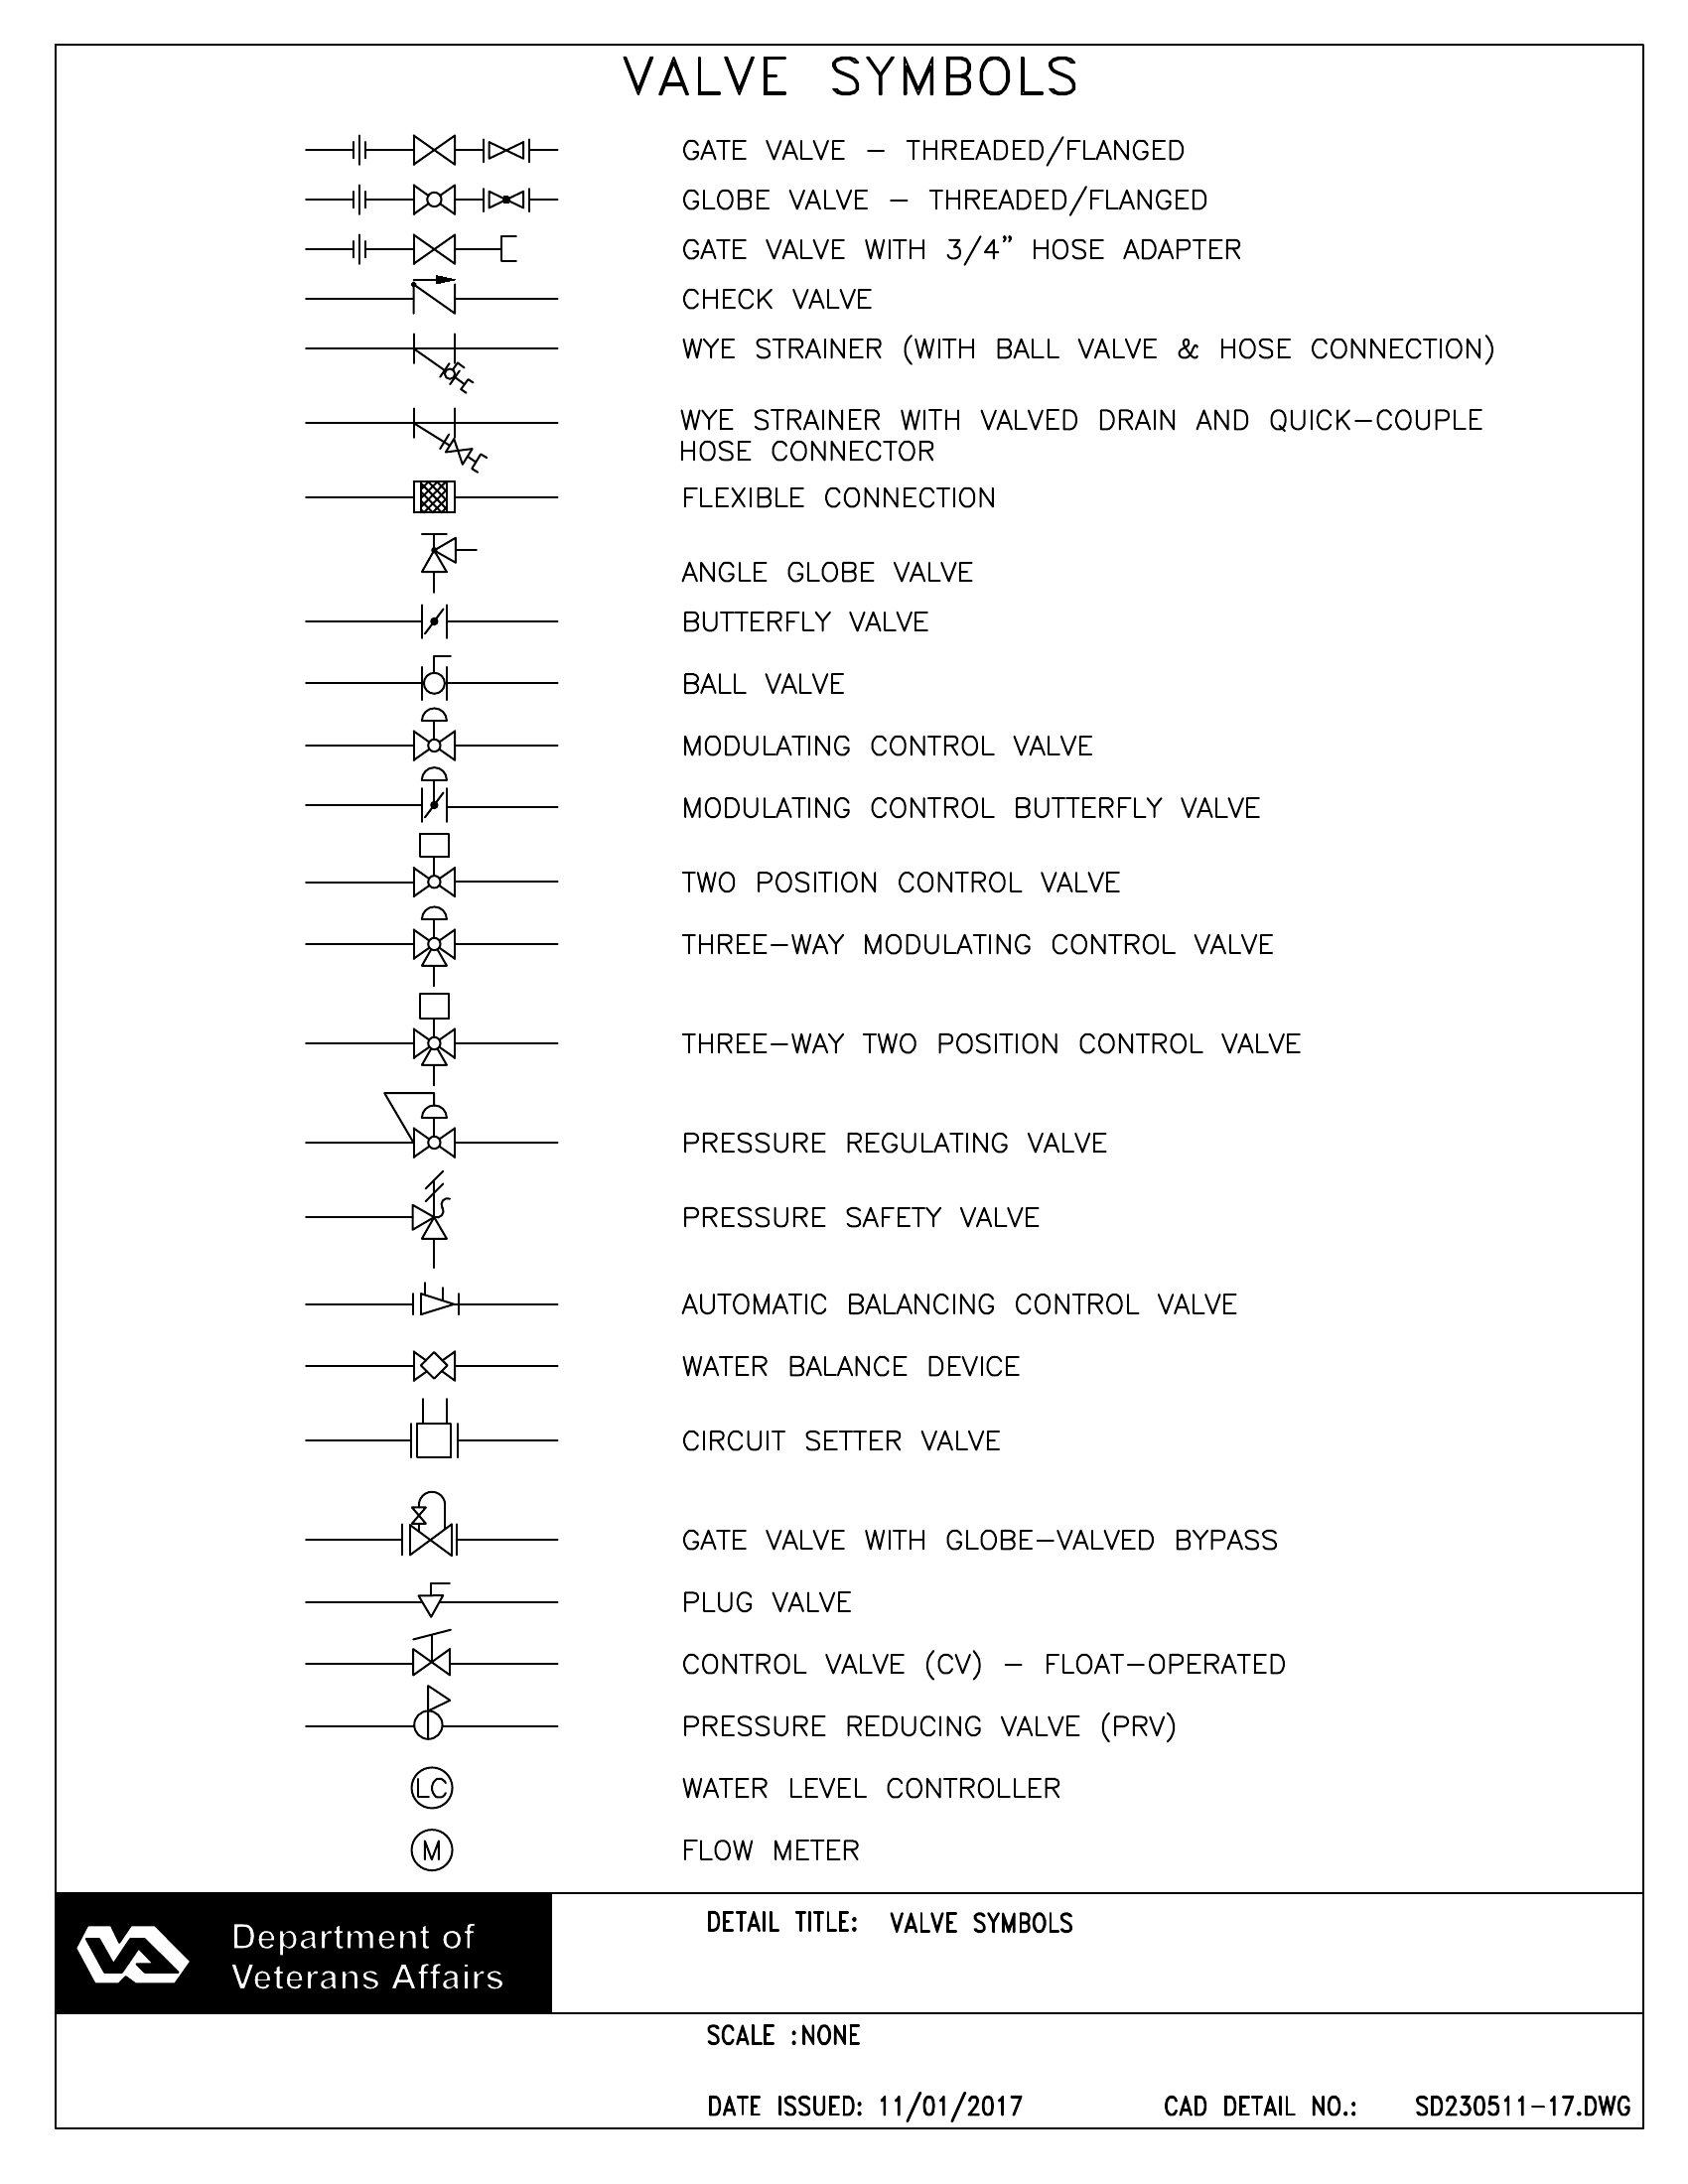 VALVE SYMBOLS
GATE VALVE - THREADED/FLANGED
GLOBE VALVE - THREADED/FLANGED
GATE VALVE WITH 3/4" HOSE ADAPTER
CHECK VALVE
WYE STRAINER (WITH BALL VALVE & HOSE CONNECTION)
WYE STRAINER WITH VALVED DRAIN AND QUICK-COUPLE
HOSE CONNECTOR
FLEXIBLE CONNECTION
ANGLE GLOBE VALVE
BUTTERFLY VALVE
BALL VALVE
MODULATING CONTROL VALVE
MODULATING CONTROL BUTTERFLY VALVE
TWO POSITION CONTROL VALVE
THREE-WAY MODULATING CONTROL VALVE
THREE-WAY TWO POSITION CONTROL VALVE
PRESSURE REGULATING VALVE
PRESSURE SAFETY VALVE
AUTOMATIC BALANCING CONTROL VALVE
WATER BALANCE DEVICE
CIRCUIT SETTER VALVE
GATE VALVE WITH GLOBE-VALVED BYPASS
PLUG VALVE
CONTROL VALVE (CV) - FLOAT-OPERATED
PRESSURE REDUCING VALVE (PRV)
LC WATER LEVEL CONTROLLER
M FLOW METER
VA Department of
Veterans Affairs
DETAIL TITLE: VALVE SYMBOLS
SCALE :NONE
DATE ISSUED: 11/01/2017 CAD DETAIL NO.: SD230511-17.DWG